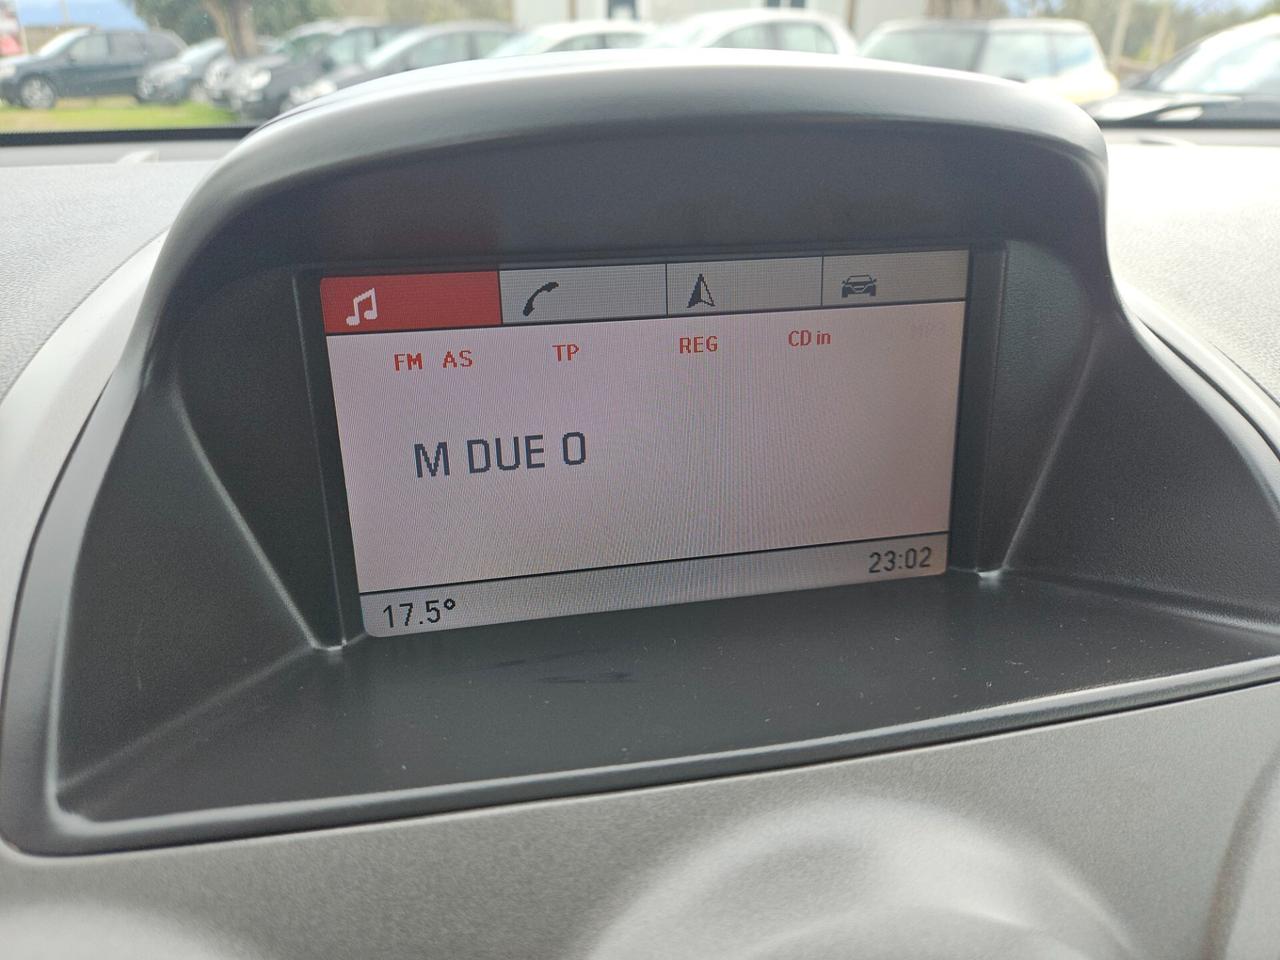 FM AS TP REG CD in
M DUE O
23:02
17.5°